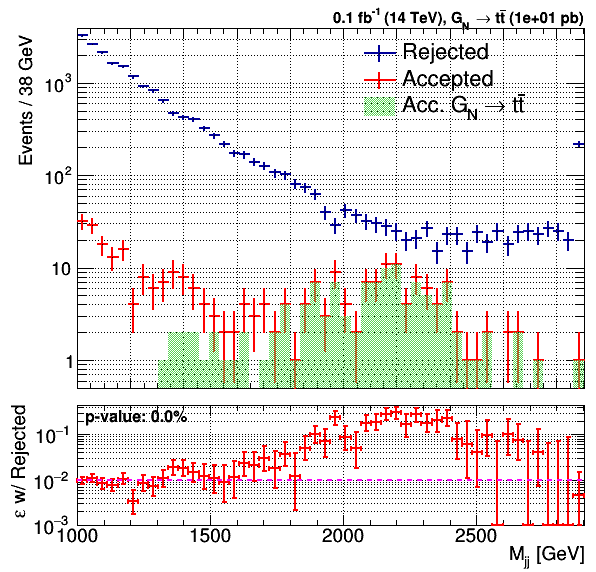 0.1 fb⁻¹ (14 TeV), G_N → tt̄ (1e+01 pb)
Events / 38 GeV
Rejected
Accepted
Acc. G_N → tt̄
10³
10²
10
1
p-value: 0.0%
ε w/ Rejected
10⁻¹
10⁻²
10⁻³
1000 1500 2000 2500
M_jj [GeV]